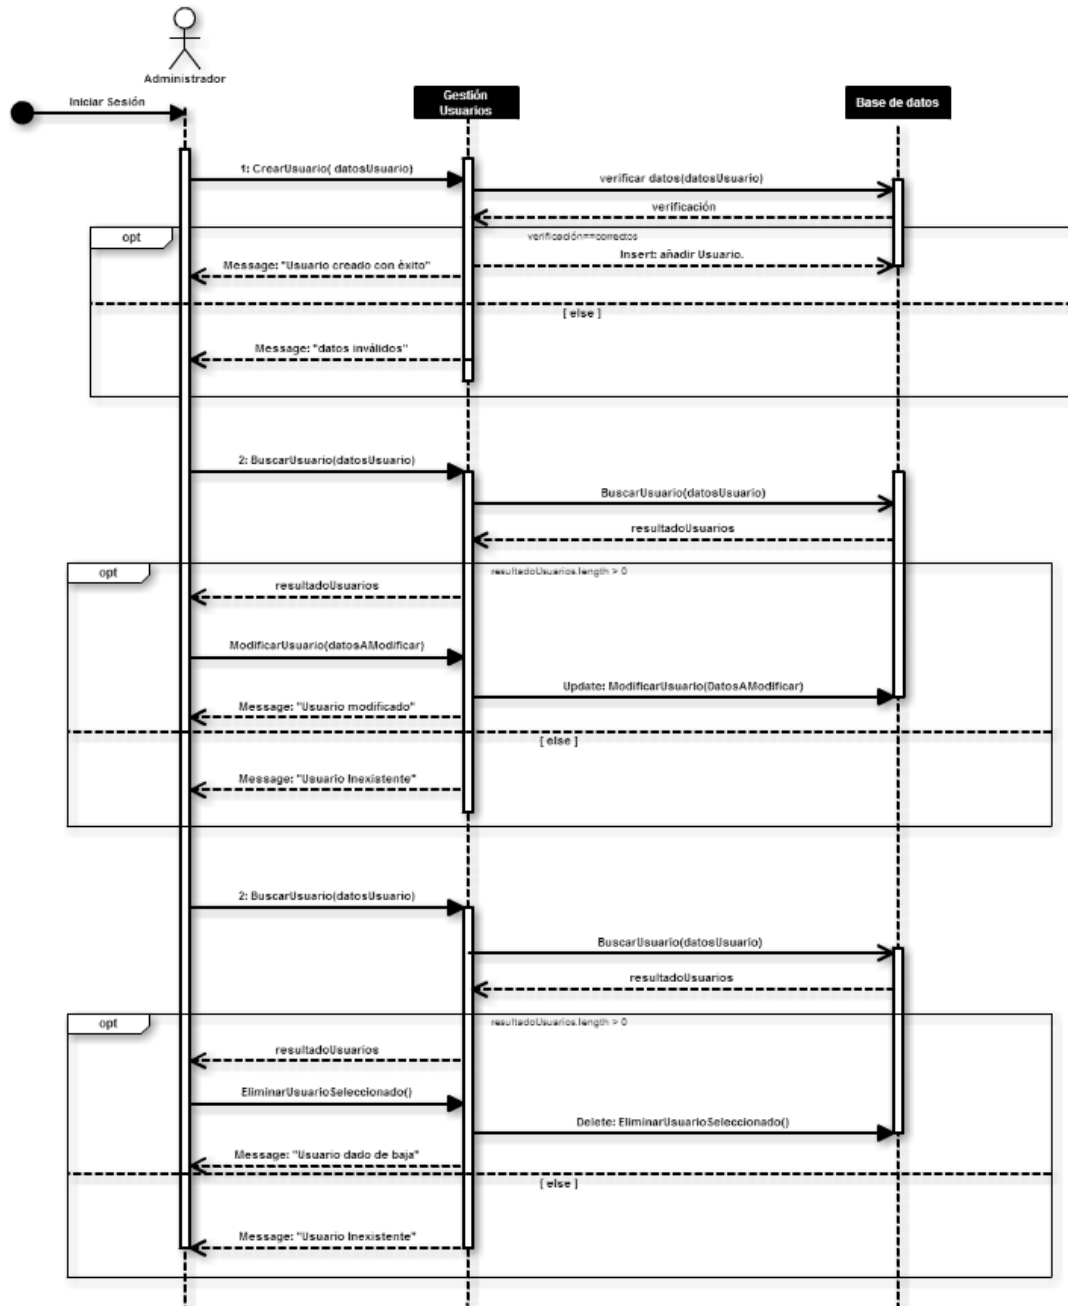 Administrador
Iniciar Sesión
Gestión
Usuarios
Base de datos
1: CrearUsuario( datosUsuario)
verificar datos(datosUsuario)
verificación
opt
verificación==correctos
Insert: añadir Usuario.
Message: "Usuario creado con éxito"
[ else ]
Message: "datos inválidos"
2: BuscarUsuario(datosUsuario)
BuscarUsuario(datosUsuario)
resultadoUsuarios
opt
resultadoUsuarios.length > 0
resultadoUsuarios
ModificarUsuario(datosAModificar)
Update: ModificarUsuario(DatosAModificar)
Message: "Usuario modificado"
[ else ]
Message: "Usuario Inexistente"
2: BuscarUsuario(datosUsuario)
BuscarUsuario(datosUsuario)
resultadoUsuarios
opt
resultadoUsuarios.length > 0
resultadoUsuarios
EliminarUsuarioSeleccionado()
Delete: EliminarUsuarioSeleccionado()
Message: "Usuario dado de baja"
[ else ]
Message: "Usuario Inexistente"